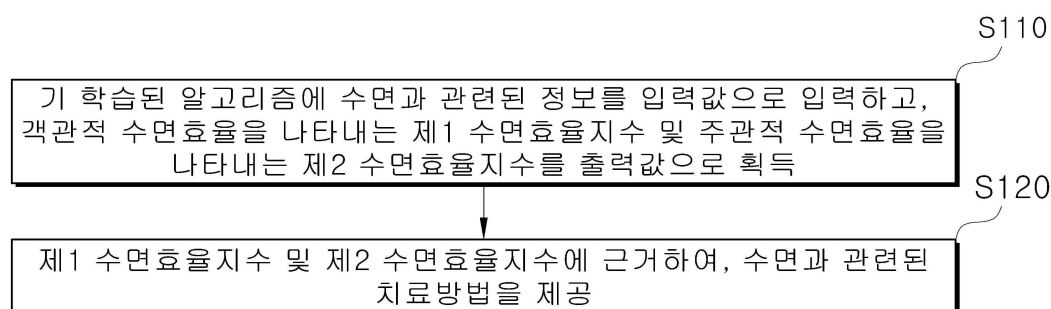 S110
기 학습된 알고리즘에 수면과 관련된 정보를 입력값으로 입력하고,
객관적 수면효율을 나타내는 제1 수면효율지수 및 주관적 수면효율을
나타내는 제2 수면효율지수를 출력값으로 획득
S120
제1 수면효율지수 및 제2 수면효율지수에 근거하여, 수면과 관련된
치료방법을 제공